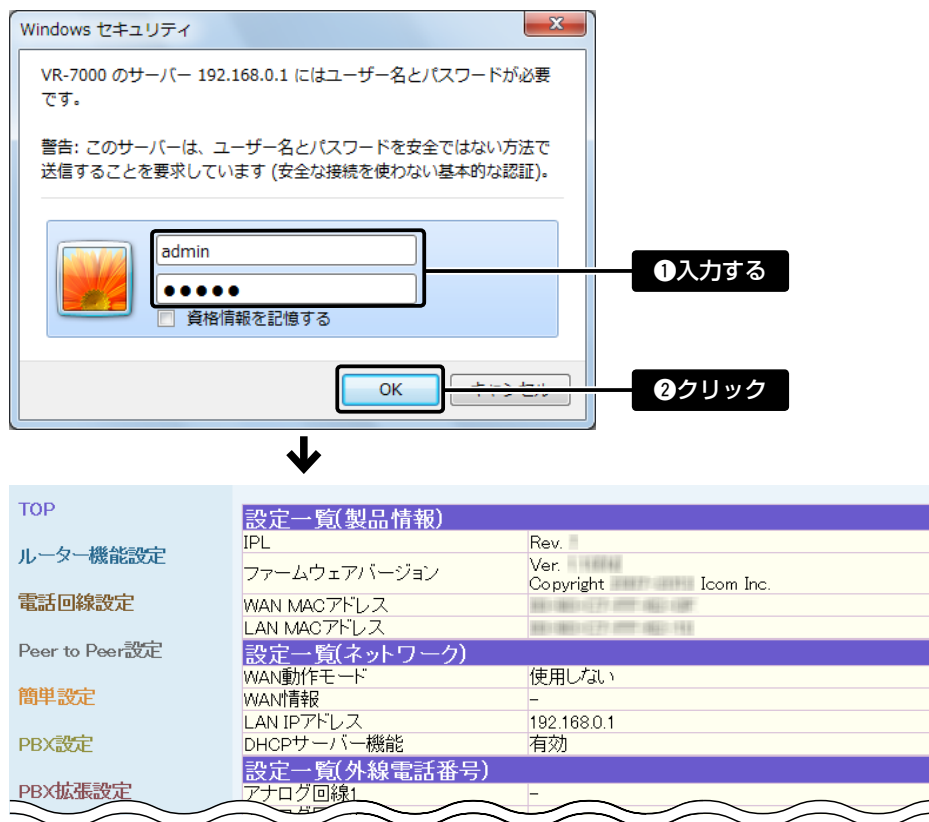 Windows セキュリティ
VR-7000 のサーバー 192.168.0.1 にはユーザー名とパスワードが必要
です。
警告: このサーバーは、ユーザー名とパスワードを安全ではない方法で
送信することを要求しています (安全な接続を使わない基本的な認証)。
admin
●●●●●
資格情報を記憶する
❶入力する
OK
キャンセル
❷クリック
TOP
ルーター機能設定
電話回線設定
Peer to Peer設定
簡単設定
PBX設定
PBX拡張設定
設定一覧(製品情報)
IPL Rev.
ファームウェアバージョン Ver.
Copyright Icom Inc.
WAN MACアドレス
LAN MACアドレス
設定一覧(ネットワーク)
WAN動作モード 使用しない
WAN情報 –
LAN IPアドレス 192.168.0.1
DHCPサーバー機能 有効
設定一覧(外線電話番号)
アナログ回線1 –